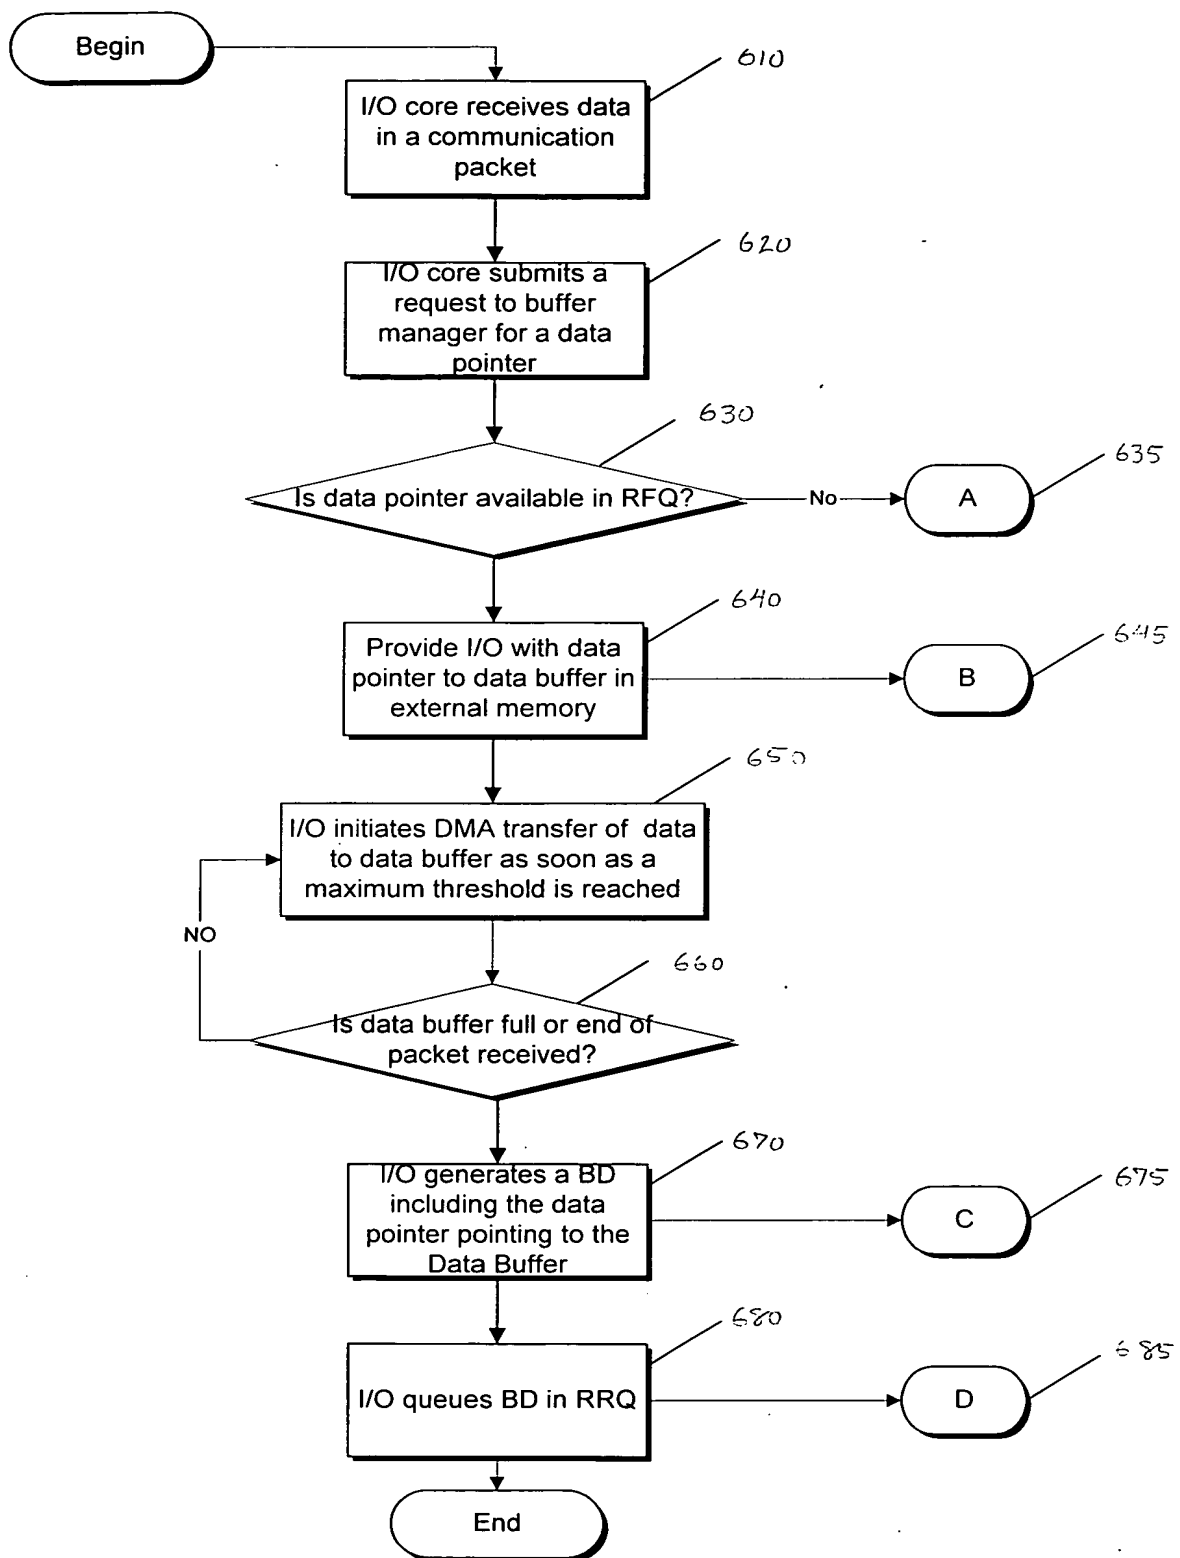 Begin
610
I/O core receives data
in a communication
packet
620
I/O core submits a
request to buffer
manager for a data
pointer
630
Is data pointer available in RFQ?
No
635
A
640
Provide I/O with data
pointer to data buffer in
external memory
645
B
650
I/O initiates DMA transfer of data
to data buffer as soon as a
maximum threshold is reached
NO
660
Is data buffer full or end of
packet received?
670
I/O generates a BD
including the data
pointer pointing to the
Data Buffer
675
C
680
I/O queues BD in RRQ
685
D
End